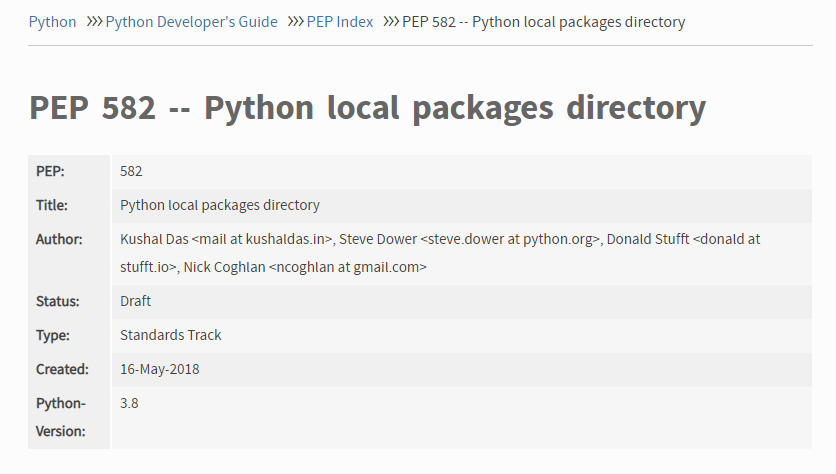 Python >>> Python Developer's Guide >>> PEP Index >>> PEP 582 -- Python local packages directory
PEP 582 -- Python local packages directory
PEP: 582
Title: Python local packages directory
Author: Kushal Das <mail at kushaldas.in>, Steve Dower <steve.dower at python.org>, Donald Stufft <donald at
stufft.io>, Nick Coghlan <ncoghlan at gmail.com>
Status: Draft
Type: Standards Track
Created: 16-May-2018
Python- 3.8
Version: